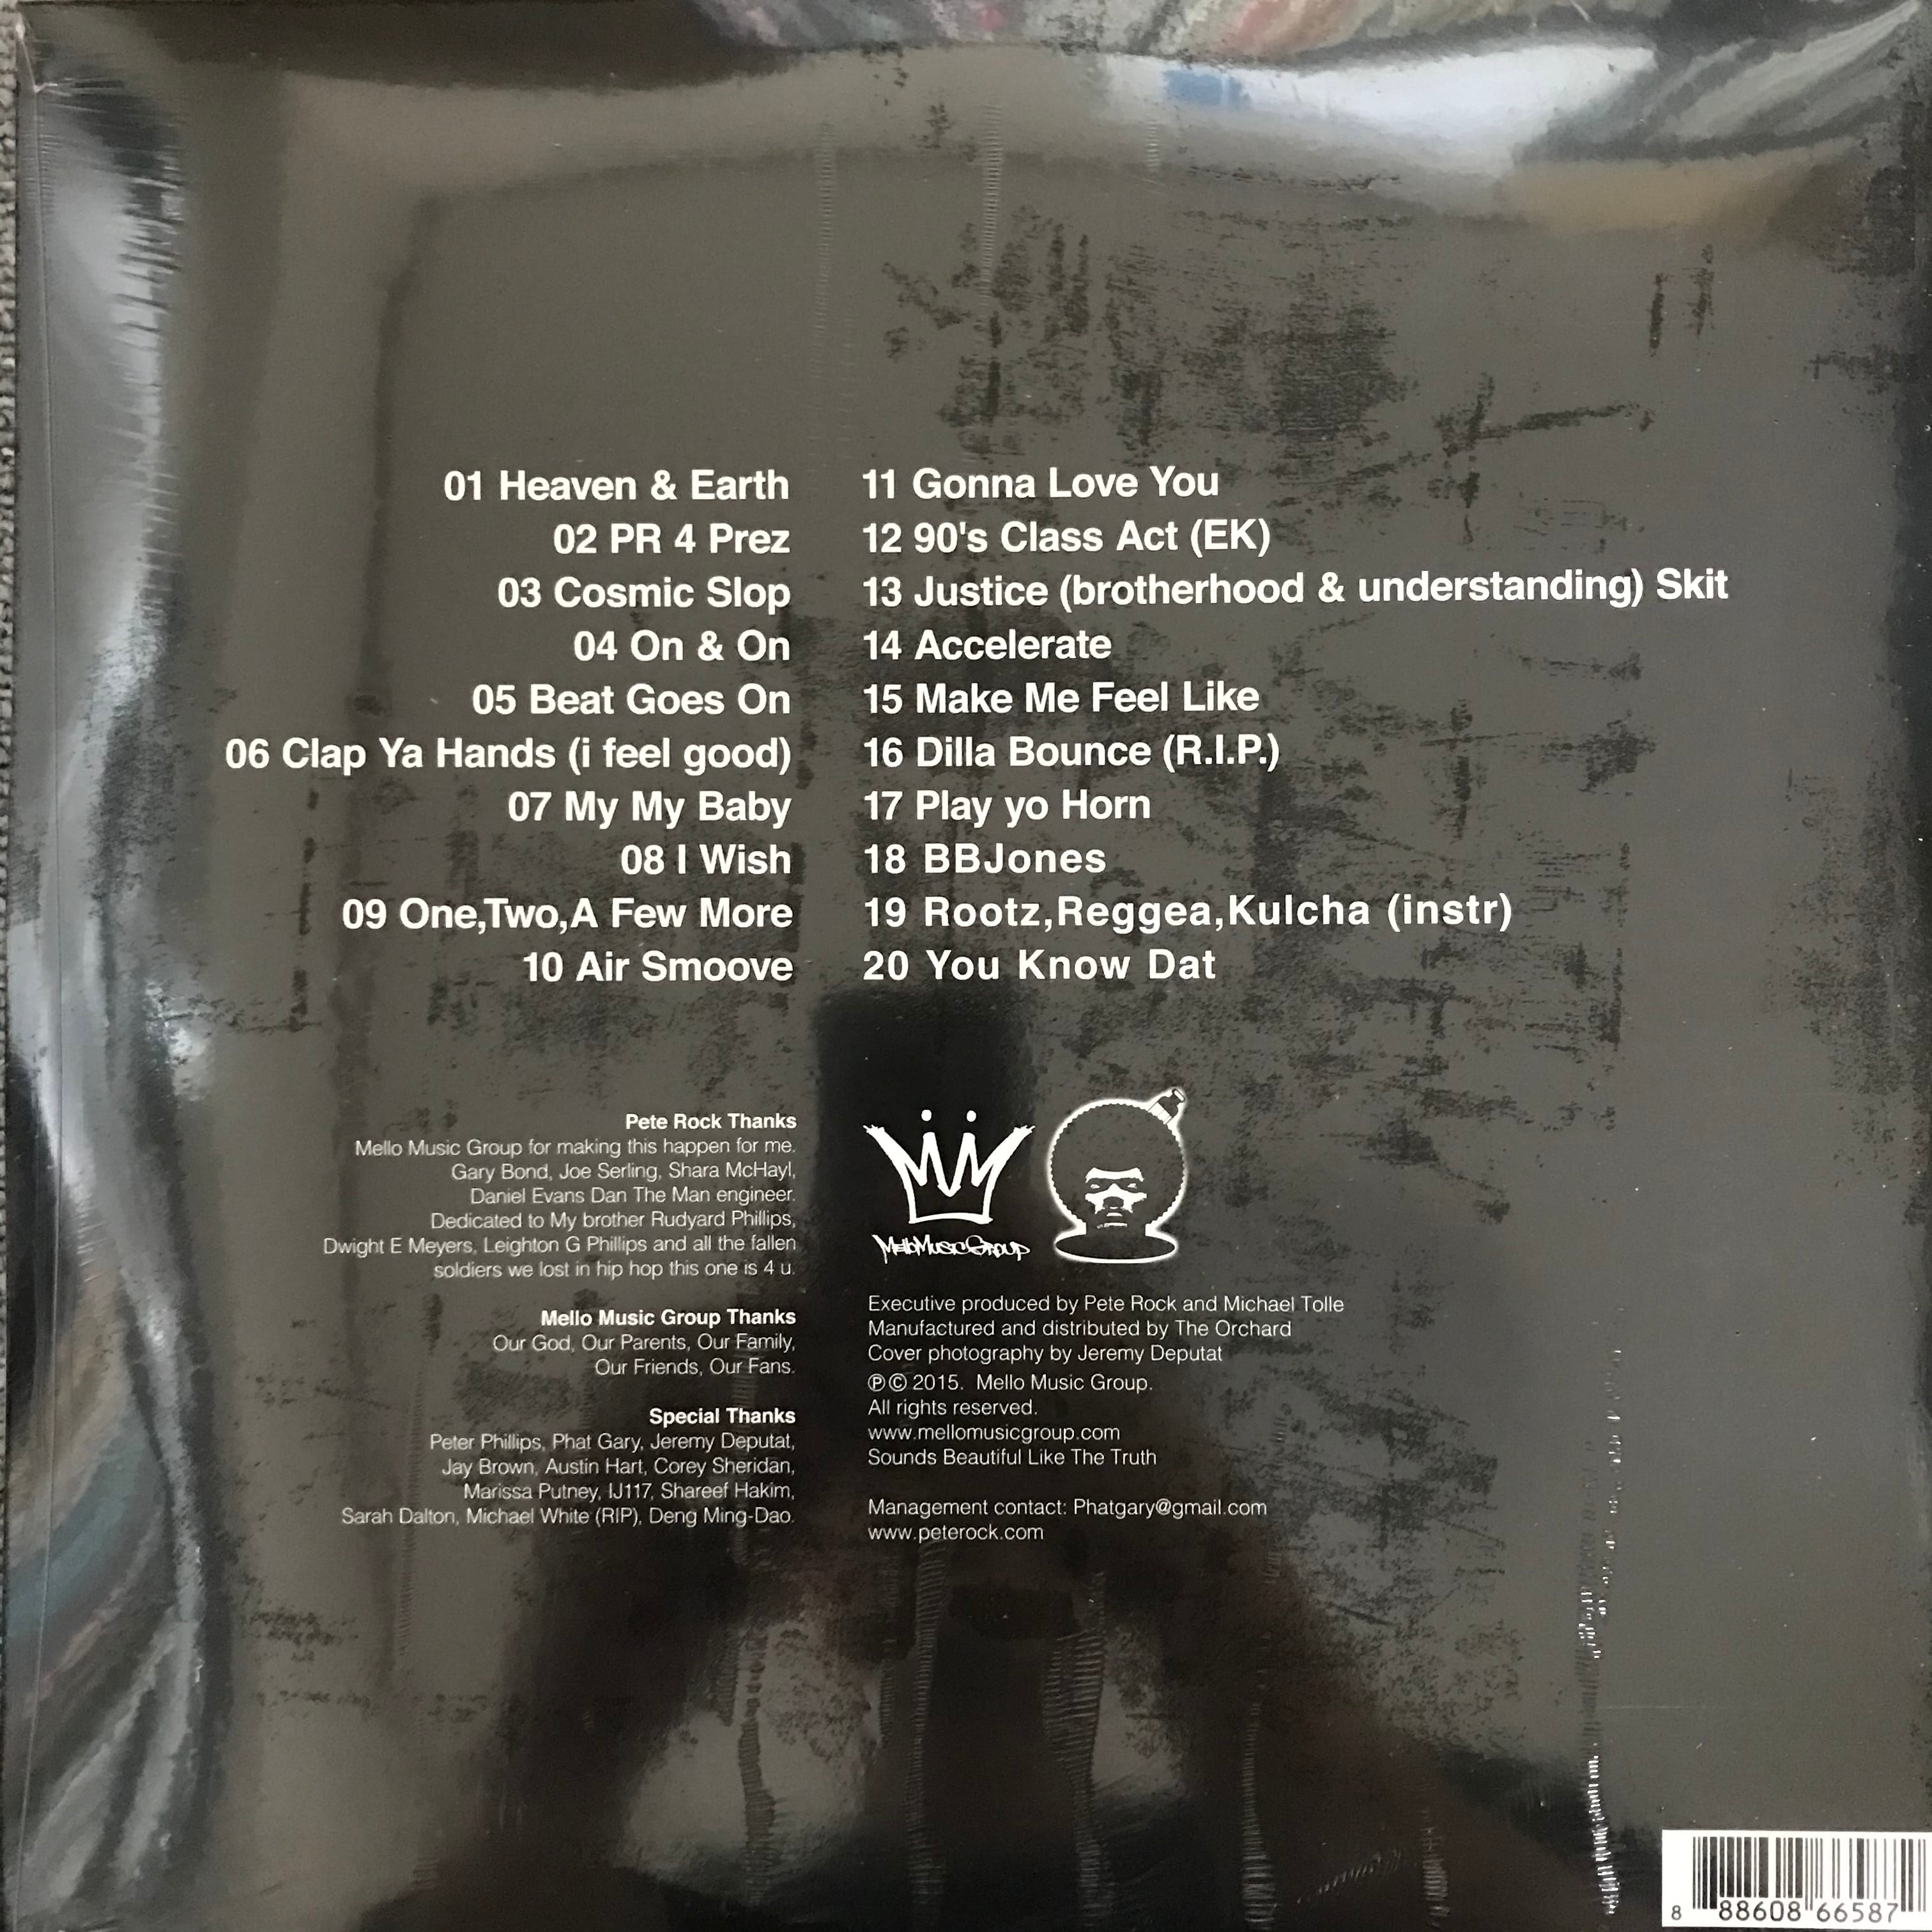 01 Heaven & Earth
02 PR 4 Prez
03 Cosmic Slop
04 On & On
05 Beat Goes On
06 Clap Ya Hands (i feel good)
07 My My Baby
08 I Wish
09 One,Two,A Few More
10 Air Smoove
11 Gonna Love You
12 90's Class Act (EK)
13 Justice (brotherhood & understanding) Skit
14 Accelerate
15 Make Me Feel Like
16 Dilla Bounce (R.I.P.)
17 Play yo Horn
18 BBJones
19 Rootz,Reggea,Kulcha (instr)
20 You Know Dat
Pete Rock Thanks
Mello Music Group for making this happen for me.
Gary Bond, Joe Serling, Shara McHayl,
Daniel Evans Dan The Man engineer.
Dedicated to My brother Rudyard Phillips,
Dwight E Meyers, Leighton G Phillips and all the fallen
soldiers we lost in hip hop this one is 4 u.
Mello Music Group Thanks
Our God, Our Parents, Our Family,
Our Friends, Our Fans.
Special Thanks
Peter Phillips, Phat Gary, Jeremy Deputat,
Jay Brown, Austin Hart, Corey Sheridan,
Marissa Putney, IJ117, Shareef Hakim,
Sarah Dalton, Michael White (RIP), Deng Ming-Dao.
MM
MelloMusicGroup
Executive produced by Pete Rock and Michael Tolle
Manufactured and distributed by The Orchard
Cover photography by Jeremy Deputat
℗© 2015. Mello Music Group.
All rights reserved.
www.mellomusicgroup.com
Sounds Beautiful Like The Truth
Management contact: Phatgary@gmail.com
www.peterock.com
8 88608 66587